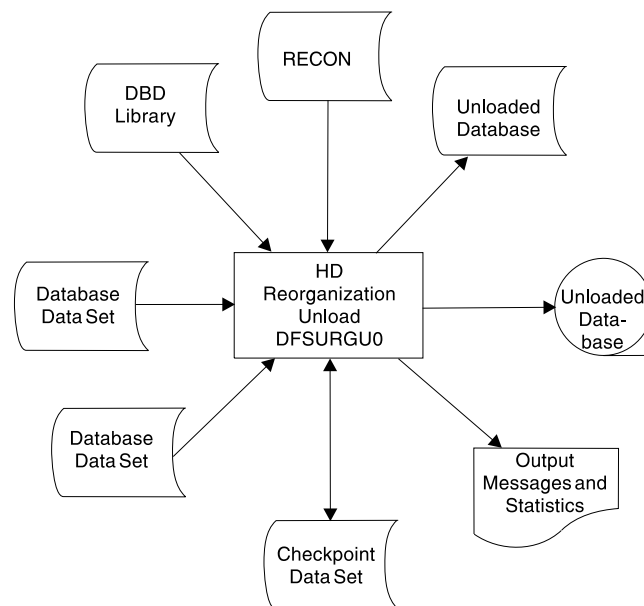 RECON
DBD
Library
Unloaded
Database
HD
Reorganization
Unload
DFSURGU0
Database
Data Set
Unloaded
Data-
base
Database
Data Set
Output
Messages and
Statistics
Checkpoint
Data Set